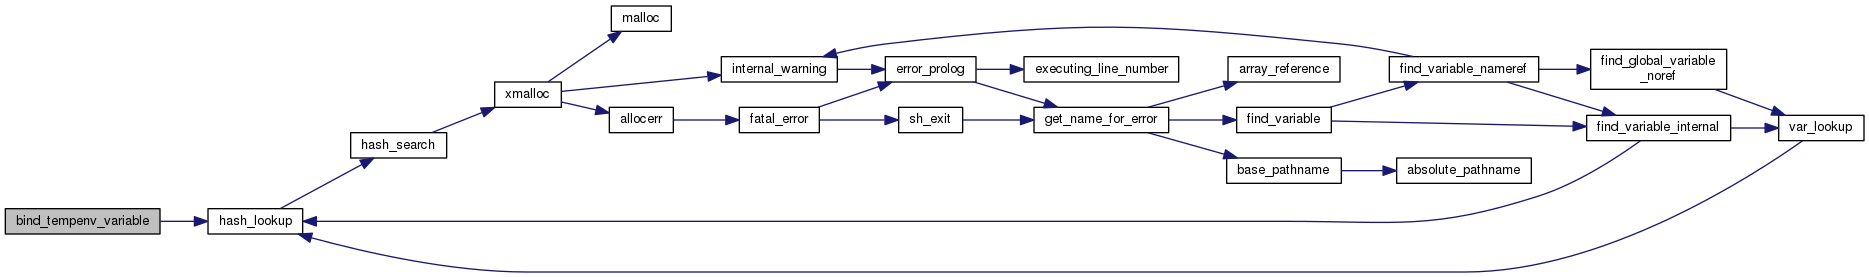 malloc
find_global_variable
_noref
internal_warning
error_prolog
executing_line_number
array_reference
find_variable_nameref
xmalloc
allocerr
fatal_error
sh_exit
get_name_for_error
find_variable
find_variable_internal
var_lookup
hash_search
base_pathname
absolute_pathname
bind_tempenv_variable
hash_lookup